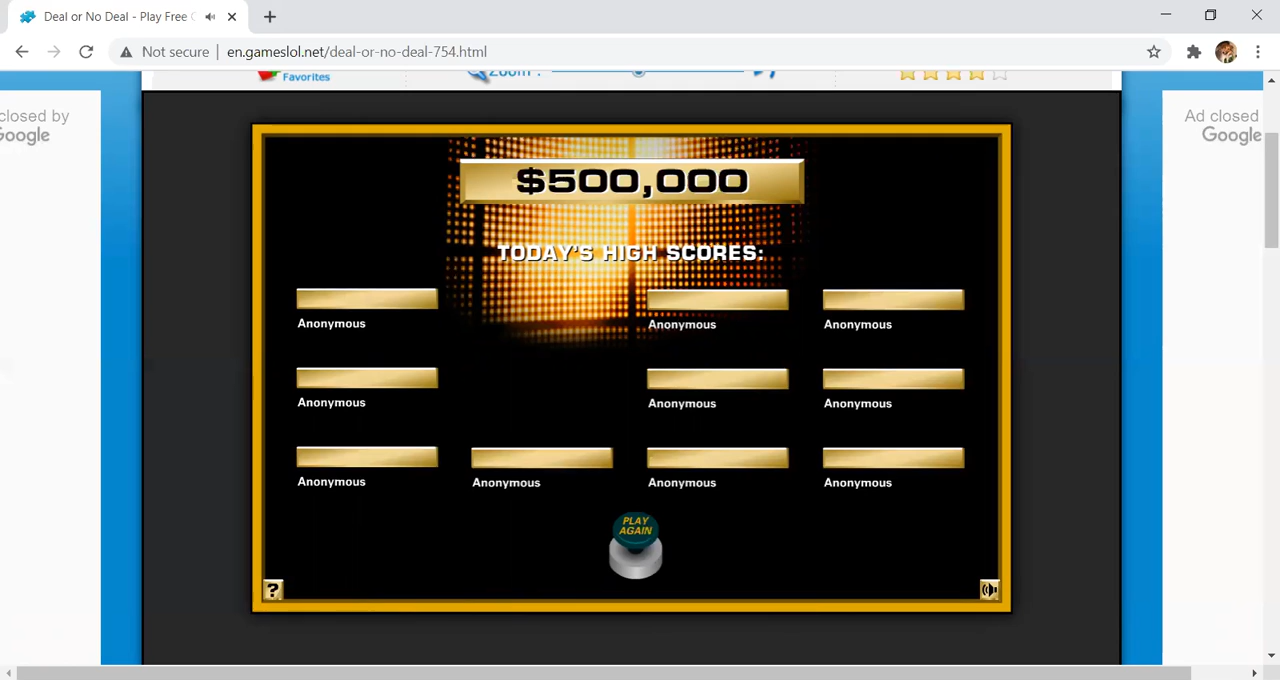 Deal or No Deal - Play Free
Not secure
en.gameslol.net/deal-or-no-deal-754.html
Favorites
Zoom :
closed by
Google
Ad closed
Google
$500,000
TODAY'S HIGH SCORES:
Anonymous
Anonymous
Anonymous
Anonymous
Anonymous
Anonymous
Anonymous
Anonymous
Anonymous
Anonymous
PLAY
AGAIN
?